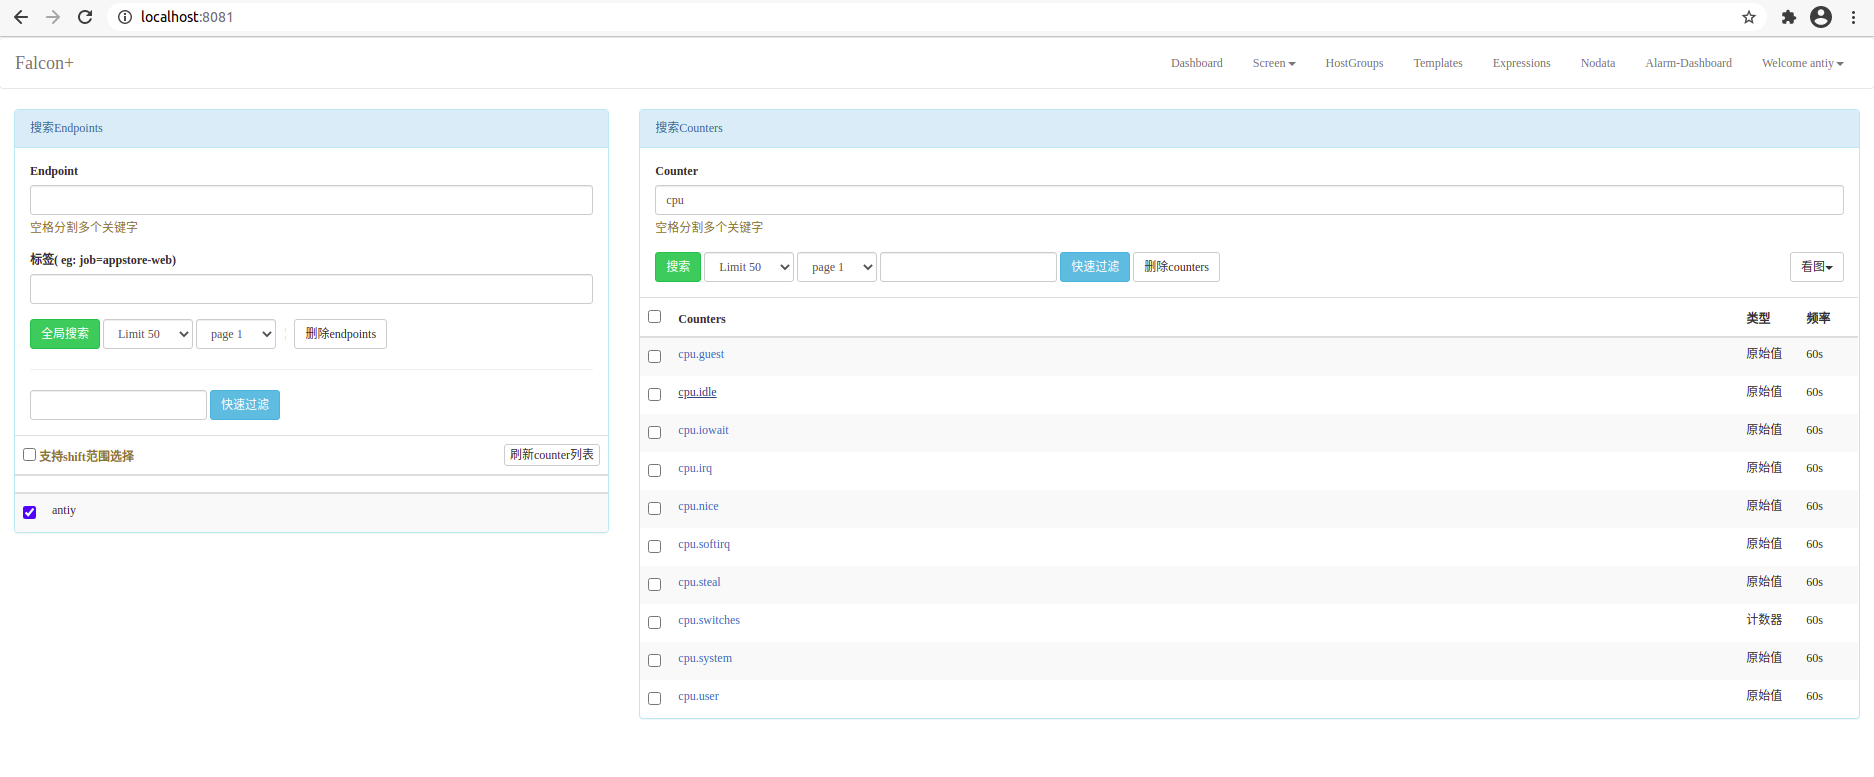 localhost:8081
Falcon+
Dashboard
Screen
HostGroups
Templates
Expressions
Nodata
Alarm-Dashboard
Welcome antiy
搜索Endpoints
Endpoint
空格分割多个关键字
标签( eg: job=appstore-web)
全局搜索
Limit 50
page 1
删除endpoints
快速过滤
支持shift范围选择
刷新counter列表
antiy
搜索Counters
Counter
cpu
空格分割多个关键字
搜索
Limit 50
page 1
快速过滤
删除counters
看图
Counters 类型 频率
cpu.guest 原始值 60s
cpu.idle 原始值 60s
cpu.iowait 原始值 60s
cpu.irq 原始值 60s
cpu.nice 原始值 60s
cpu.softirq 原始值 60s
cpu.steal 原始值 60s
cpu.switches 计数器 60s
cpu.system 原始值 60s
cpu.user 原始值 60s